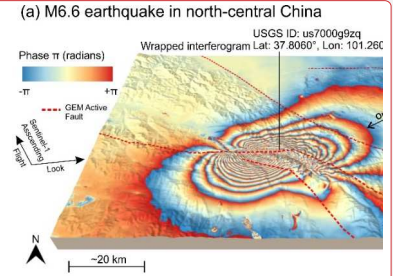 (a) M6.6 earthquake in north-central China
USGS ID: us7000g9zq
Wrapped interferogram Lat: 37.8060°, Lon: 101.260
Phase π (radians)
-π +π
GEM Active
Fault
Sentinel-1
Asscending
Flight
Look
N
~20 km